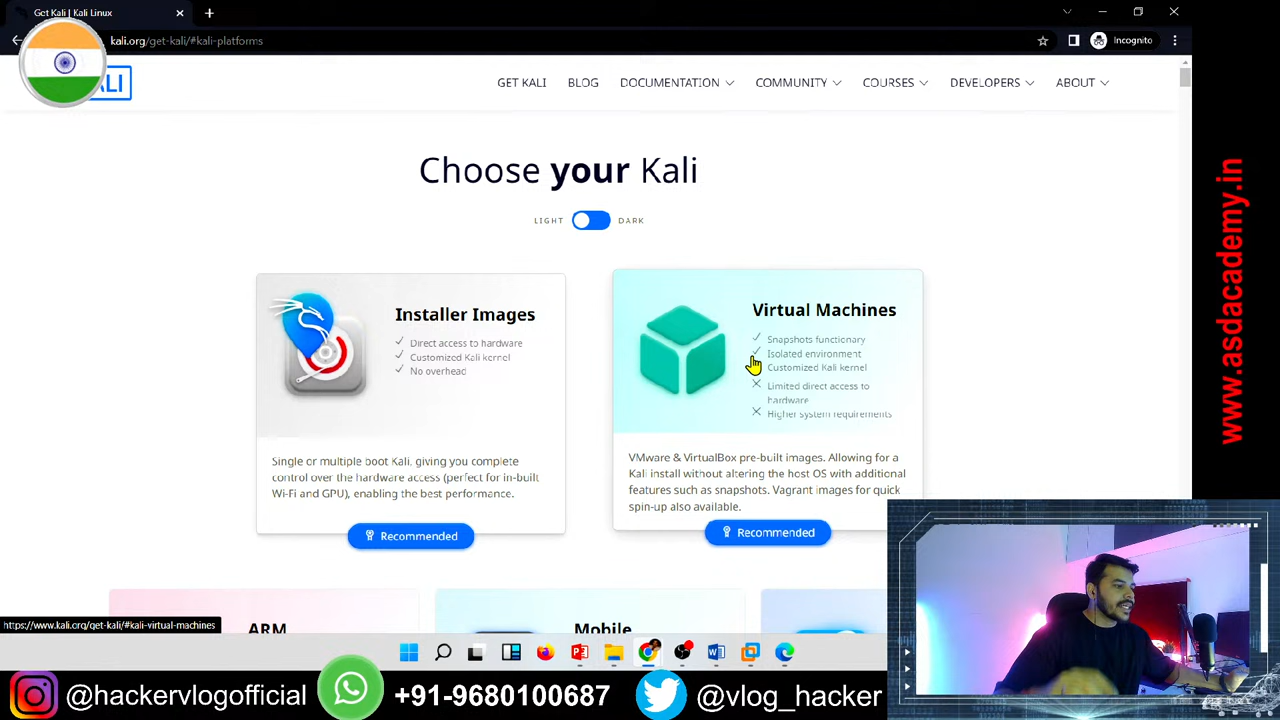 Get Kali | Kali Linux
kali.org/get-kali/#kali-platforms
Incognito
ALI
GET KALI
BLOG
DOCUMENTATION
COMMUNITY
COURSES
DEVELOPERS
ABOUT
Choose your Kali
LIGHT
DARK
Installer Images
Direct access to hardware
Customized Kali kernel
No overhead
Single or multiple boot Kali, giving you complete
control over the hardware access (perfect for in-built
Wi-Fi and GPU), enabling the best performance.
Recommended
Virtual Machines
Snapshots functionary
Isolated environment
Customized Kali kernel
Limited direct access to
hardware
Higher system requirements
VMware & VirtualBox pre-built images. Allowing for a
Kali install without altering the host OS with additional
features such as snapshots. Vagrant images for quick
spin-up also available.
Recommended
ARM
Mobile
https://www.kali.org/get-kali/#kali-virtual-machines
www.asdacademy.in
@hackervlogofficial
+91-9680100687
@vlog_hacker